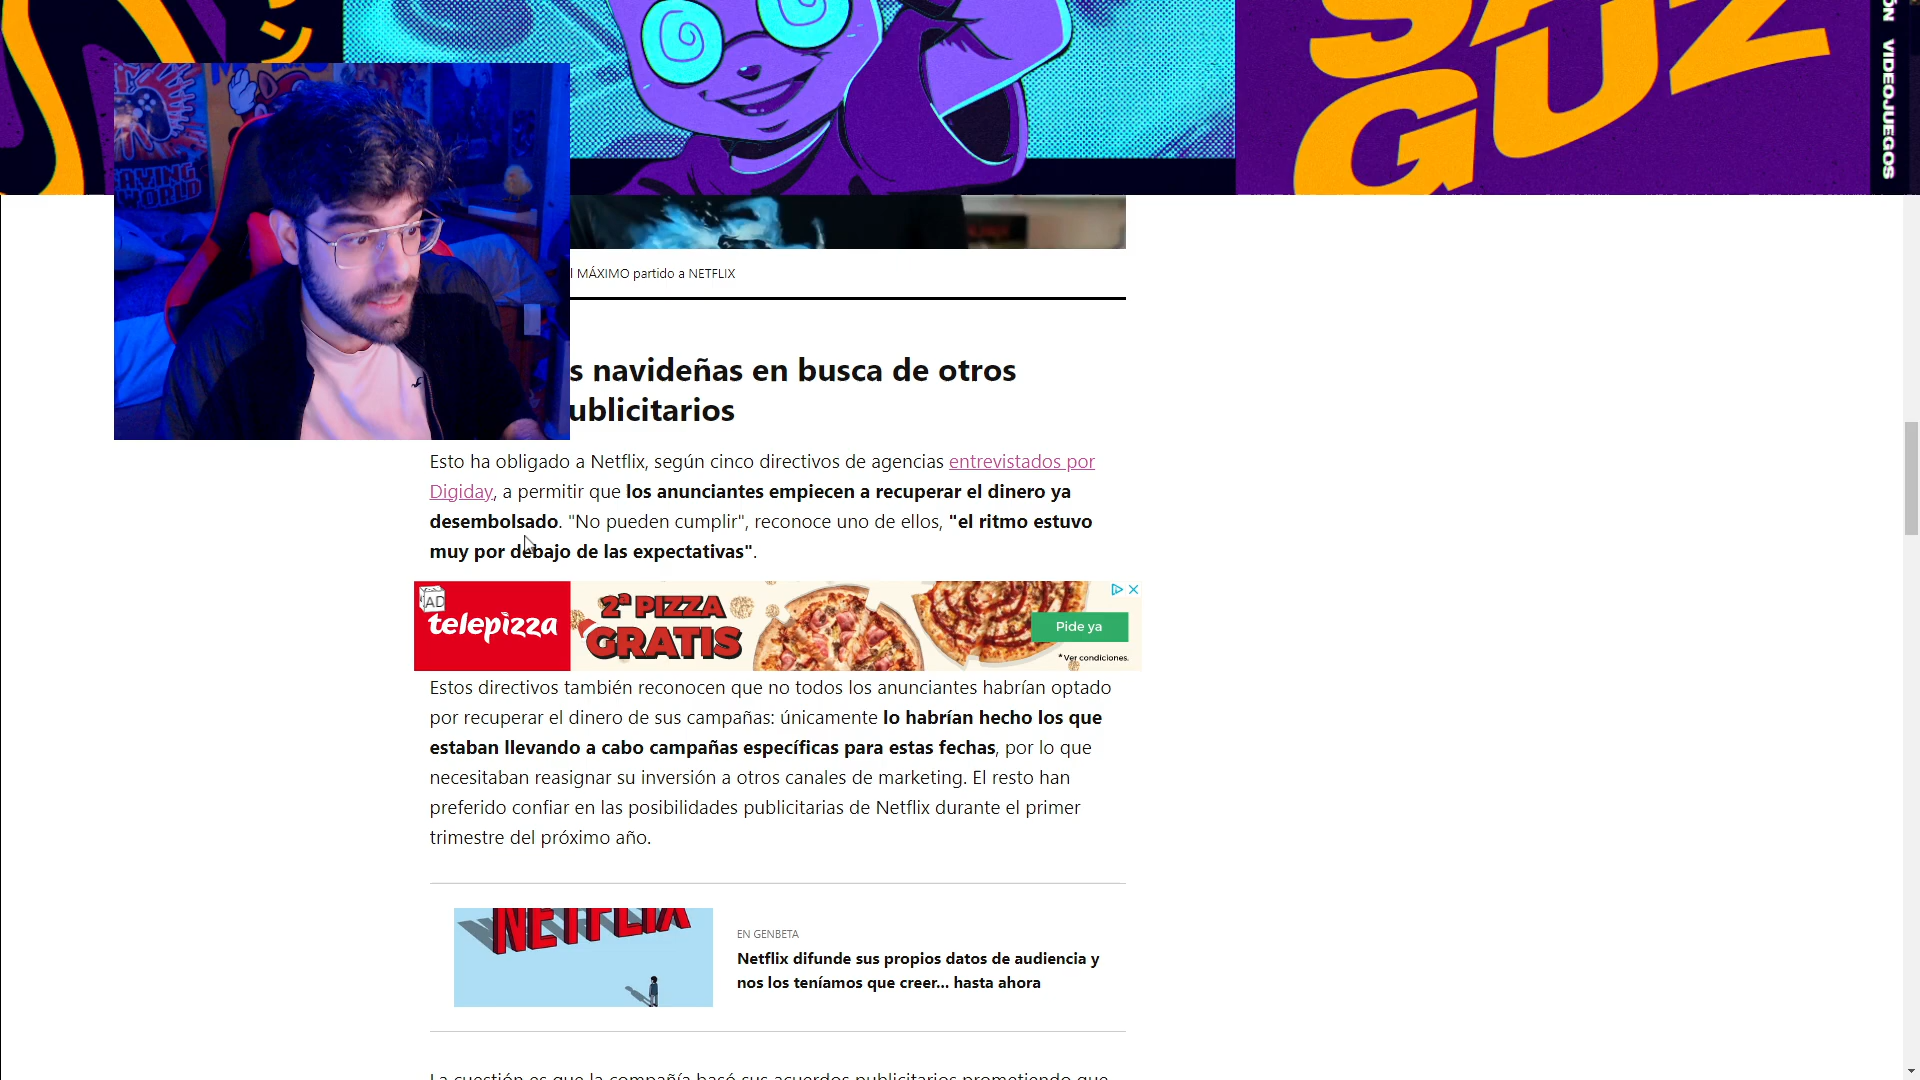 SA
GUZ
VIDEOJUEGOS
l MÁXIMO partido a NETFLIX
s navideñas en busca de otros
ublicitarios
Esto ha obligado a Netflix, según cinco directivos de agencias entrevistados por
Digiday, a permitir que los anunciantes empiecen a recuperar el dinero ya
desembolsado. "No pueden cumplir", reconoce uno de ellos, "el ritmo estuvo
muy por debajo de las expectativas".
AD
telepizza
2ª PIZZA
GRATIS
Pide ya
*Ver condiciones.
Estos directivos también reconocen que no todos los anunciantes habrían optado
por recuperar el dinero de sus campañas: únicamente lo habrían hecho los que
estaban llevando a cabo campañas específicas para estas fechas, por lo que
necesitaban reasignar su inversión a otros canales de marketing. El resto han
preferido confiar en las posibilidades publicitarias de Netflix durante el primer
trimestre del próximo año.
NETFLIX
EN GENBETA
Netflix difunde sus propios datos de audiencia y
nos los teníamos que creer... hasta ahora
La cuestión es que la compañía basó sus acuerdos publicitarios prometiendo que